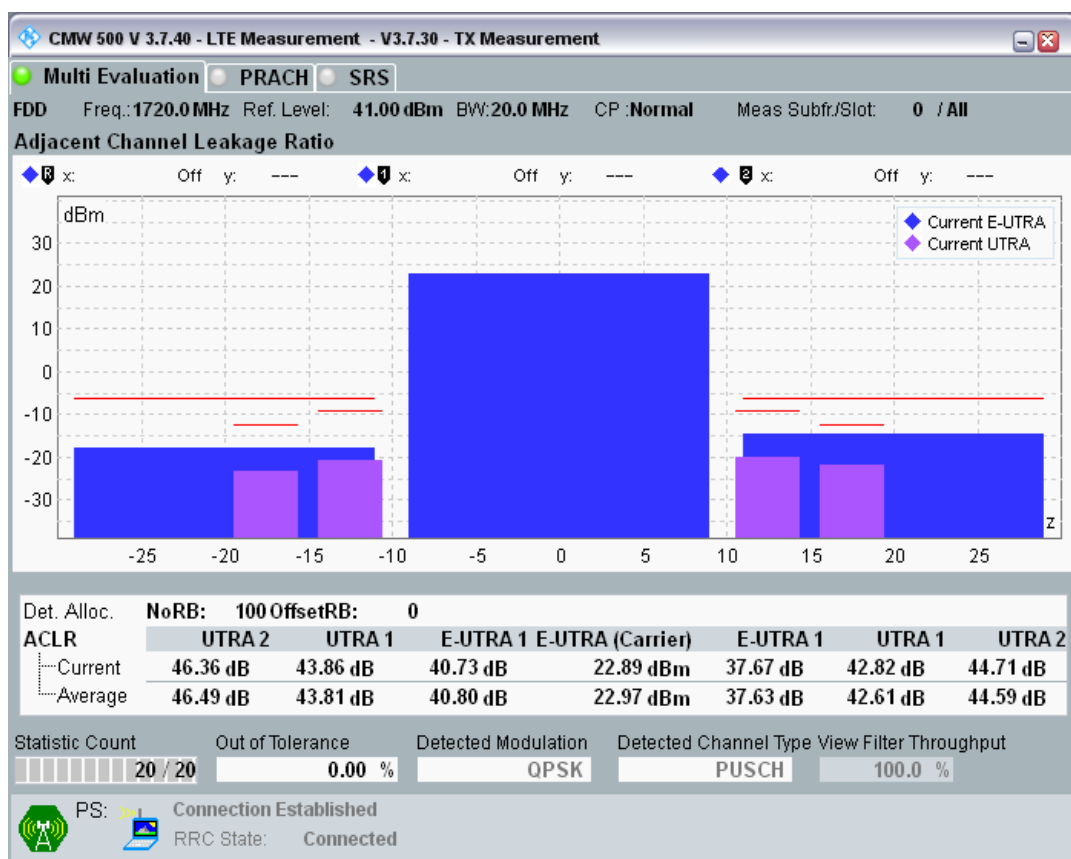 CMW 500 V 3.7.40 - LTE Measurement - V3.7.30 - TX Measurement
Multi Evaluation PRACH SRS
FDD Freq.: 1720.0 MHz Ref. Level: 41.00 dBm BW: 20.0 MHz CP : Normal Meas Subfr./Slot: 0 / All
Adjacent Channel Leakage Ratio
R x: Off y: --- 1 x: Off y: --- 2 x: Off y: ---
dBm
Current E-UTRA
Current UTRA
30
20
10
0
-10
-20
-30
z
-25 -20 -15 -10 -5 0 5 10 15 20 25
Det. Alloc. NoRB: 100 OffsetRB: 0
ACLR UTRA 2 UTRA 1 E-UTRA 1 E-UTRA (Carrier) E-UTRA 1 UTRA 1 UTRA 2
Current 46.36 dB 43.86 dB 40.73 dB 22.89 dBm 37.67 dB 42.82 dB 44.71 dB
Average 46.49 dB 43.81 dB 40.80 dB 22.97 dBm 37.63 dB 42.61 dB 44.59 dB
Statistic Count Out of Tolerance Detected Modulation Detected Channel Type View Filter Throughput
20 / 20 0.00 % QPSK PUSCH 100.0 %
PS: Connection Established
RRC State: Connected